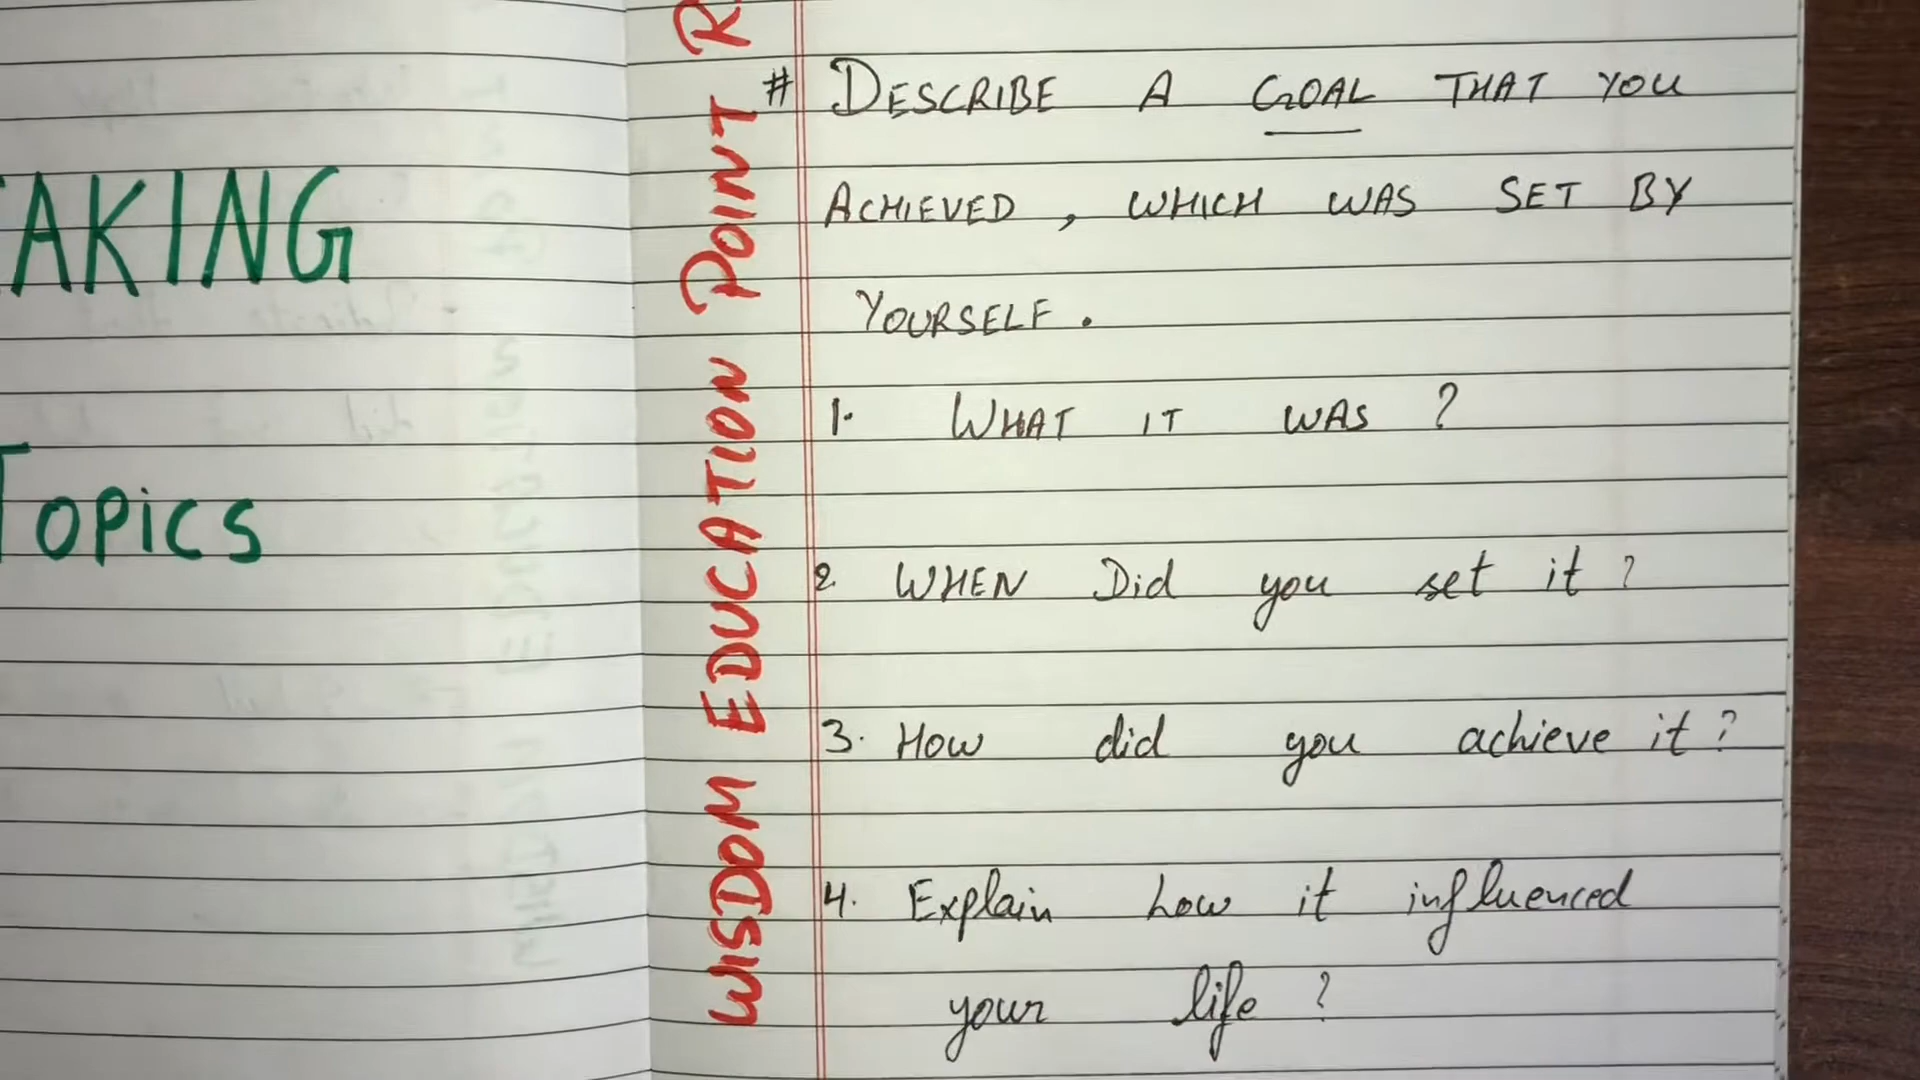 AKING
TOPICS
WISDOM EDUCATION POINT R
# DESCRIBE A GOAL THAT YOU
ACHIEVED, WHICH WAS SET BY
YOURSELF.
1. WHAT IT WAS ?
2. WHEN Did you set it ?
3. How did you achieve it ?
4. Explain how it influenced
your life ?